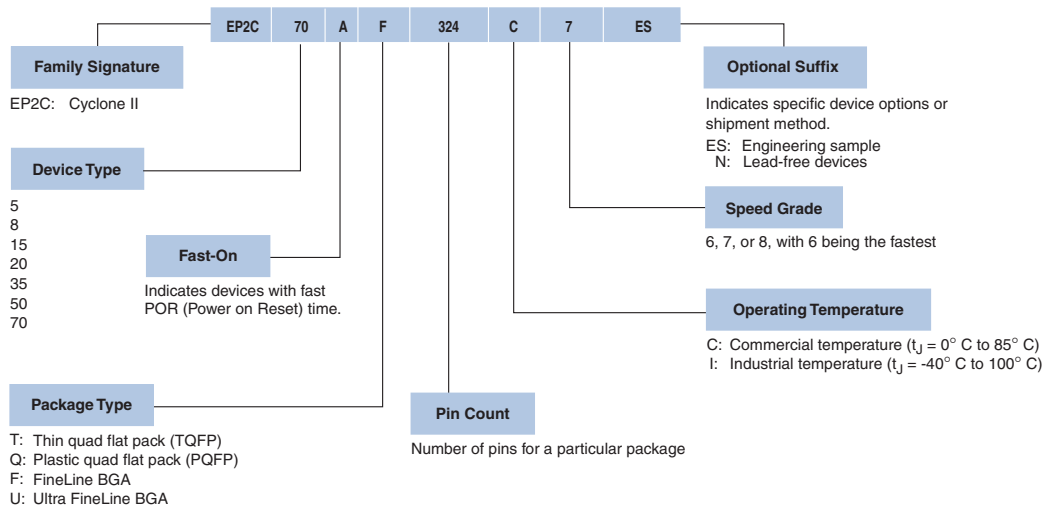 EP2C 70 A F 324 C 7 ES
Family Signature
EP2C: Cyclone II
Optional Suffix
Indicates specific device options or
shipment method.
ES: Engineering sample
N: Lead-free devices
Device Type
5
8
15
20
35
50
70
Speed Grade
6, 7, or 8, with 6 being the fastest
Fast-On
Indicates devices with fast
POR (Power on Reset) time.
Operating Temperature
C: Commercial temperature (tJ = 0° C to 85° C)
I: Industrial temperature (tJ = -40° C to 100° C)
Package Type
T: Thin quad flat pack (TQFP)
Q: Plastic quad flat pack (PQFP)
F: FineLine BGA
U: Ultra FineLine BGA
Pin Count
Number of pins for a particular package